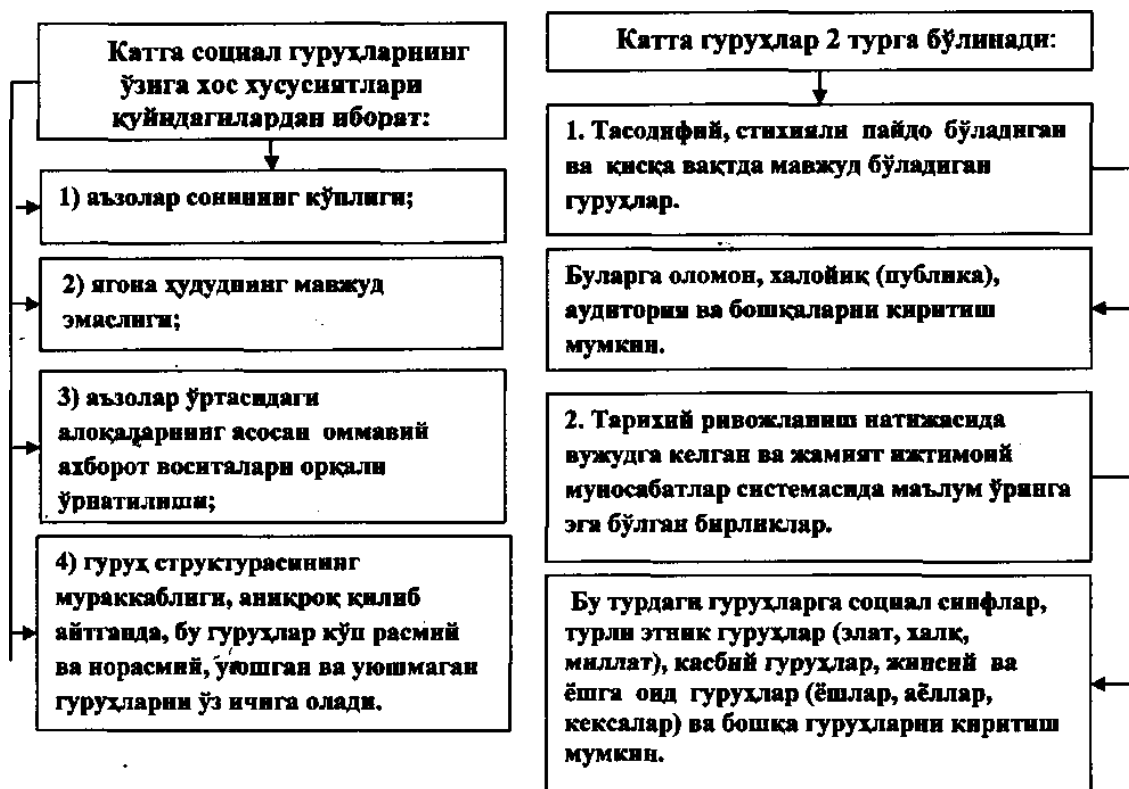 Катта социал гуруҳларнинг
ўзига хос хусусиятлари
қуйидагилардан иборат:
1) аъзолар сонининг кўплиги;
2) ягона ҳудуднинг мавжуд
эмаслиги;
3) аъзолар ўртасидаги
алоқаларнинг асосан оммавий
ахборот воситалари орқали
ўрнатилиши;
4) гуруҳ структурасининг
мураккаблиги, аниқроқ қилиб
айтганда, бу гуруҳлар кўп расмий
ва норасмий, уюшган ва уюшмаган
гуруҳларни ўз ичига олади.
Катта гуруҳлар 2 турга бўлинади:
1. Тасодифий, стихияли пайдо бўладиган
ва қисқа вақтда мавжуд бўладиган
гуруҳлар.
Буларга оломон, халойиқ (публика),
аудитория ва бошқаларни киритиш
мумкин.
2. Тарихий ривожланиш натижасида
вужудга келган ва жамият ижтимоий
муносабатлар системасида маълум ўринга
эга бўлган бирликлар.
Бу турдаги гуруҳларга социал синфлар,
турли этник гуруҳлар (элат, халқ,
миллат), касбий гуруҳлар, жинсий ва
ёшга оид гуруҳлар (ёшлар, аёллар,
кексалар) ва бошқа гуруҳларни киритиш
мумкин.